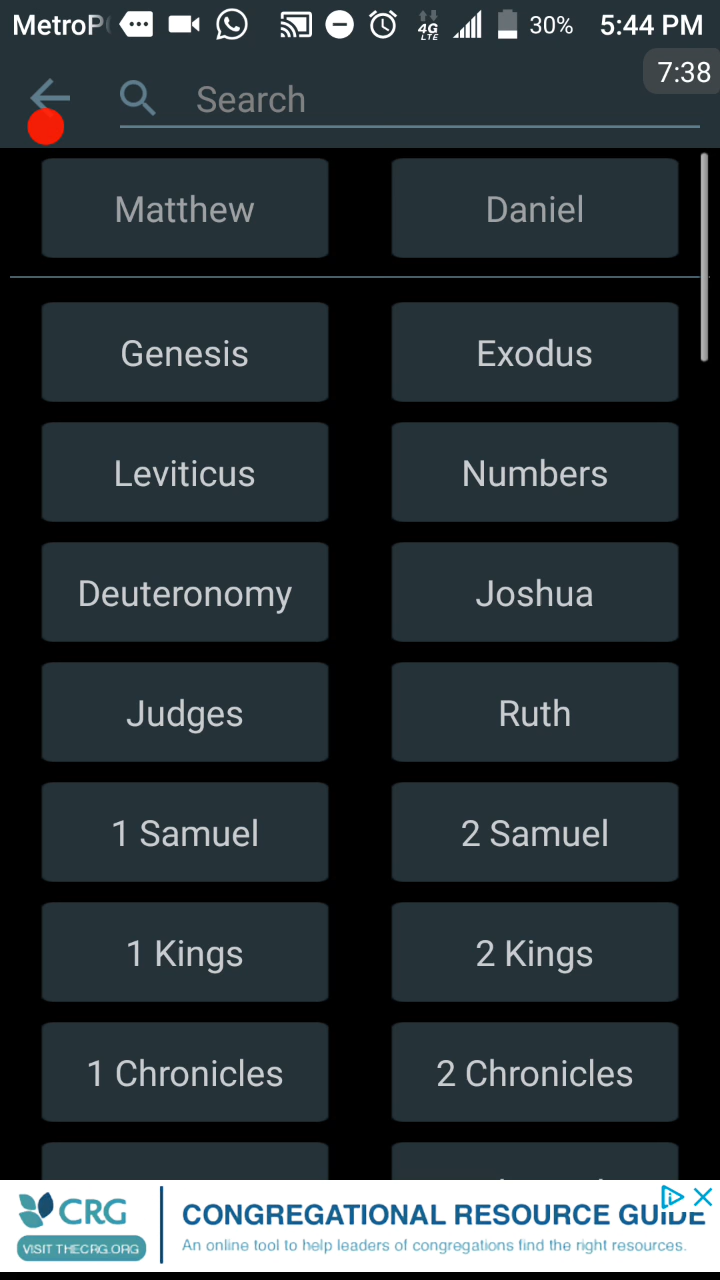 MetroP
4G LTE 30% 5:44 PM
7:38
Search
Matthew Daniel
Genesis Exodus
Leviticus Numbers
Deuteronomy Joshua
Judges Ruth
1 Samuel 2 Samuel
1 Kings 2 Kings
1 Chronicles 2 Chronicles
CRG
VISIT THECRG.ORG
CONGREGATIONAL RESOURCE GUIDE
An online tool to help leaders of congregations find the right resources.